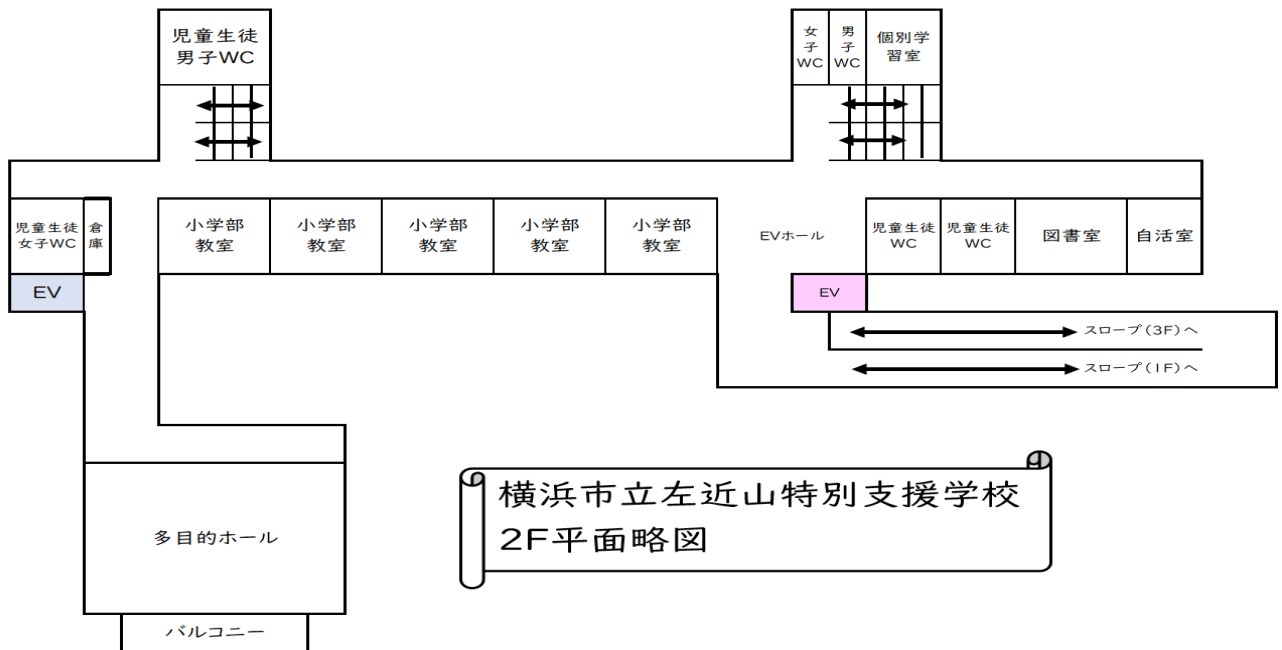 児童生徒
男子WC
女
子
WC
男
子
WC
個別学
習室
児童生徒
女子WC
倉
庫
小学部
教室
小学部
教室
小学部
教室
小学部
教室
小学部
教室
EVホール
児童生徒
WC
児童生徒
WC
図書室
自活室
EV
EV
スロープ(3F)へ
スロープ(1F)へ
横浜市立左近山特別支援学校
2F平面略図
多目的ホール
バルコニー